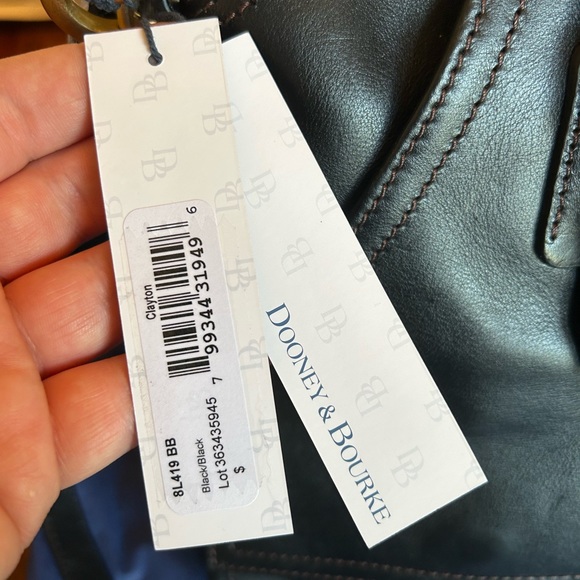 Clayton
7 99344 31949 6
8L419 BB
Black/Black
Lot 363435945
$
DOONEY & BOURKE